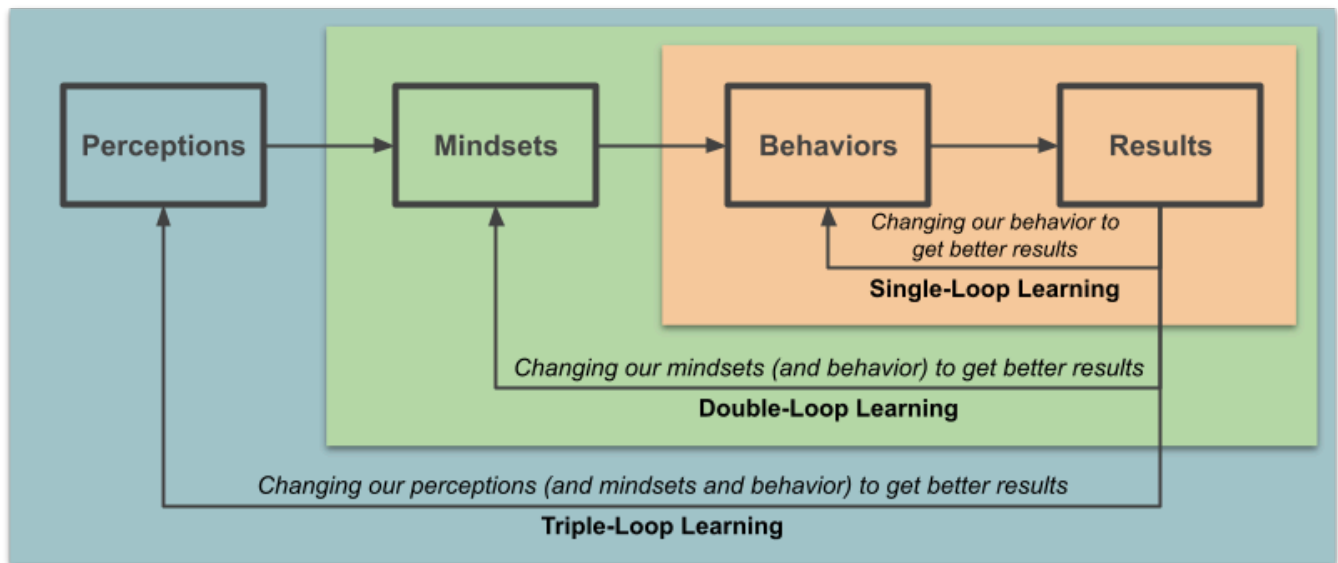 Perceptions
Mindsets
Behaviors
Results
Changing our behavior to
get better results
Single-Loop Learning
Changing our mindsets (and behavior) to get better results
Double-Loop Learning
Changing our perceptions (and mindsets and behavior) to get better results
Triple-Loop Learning